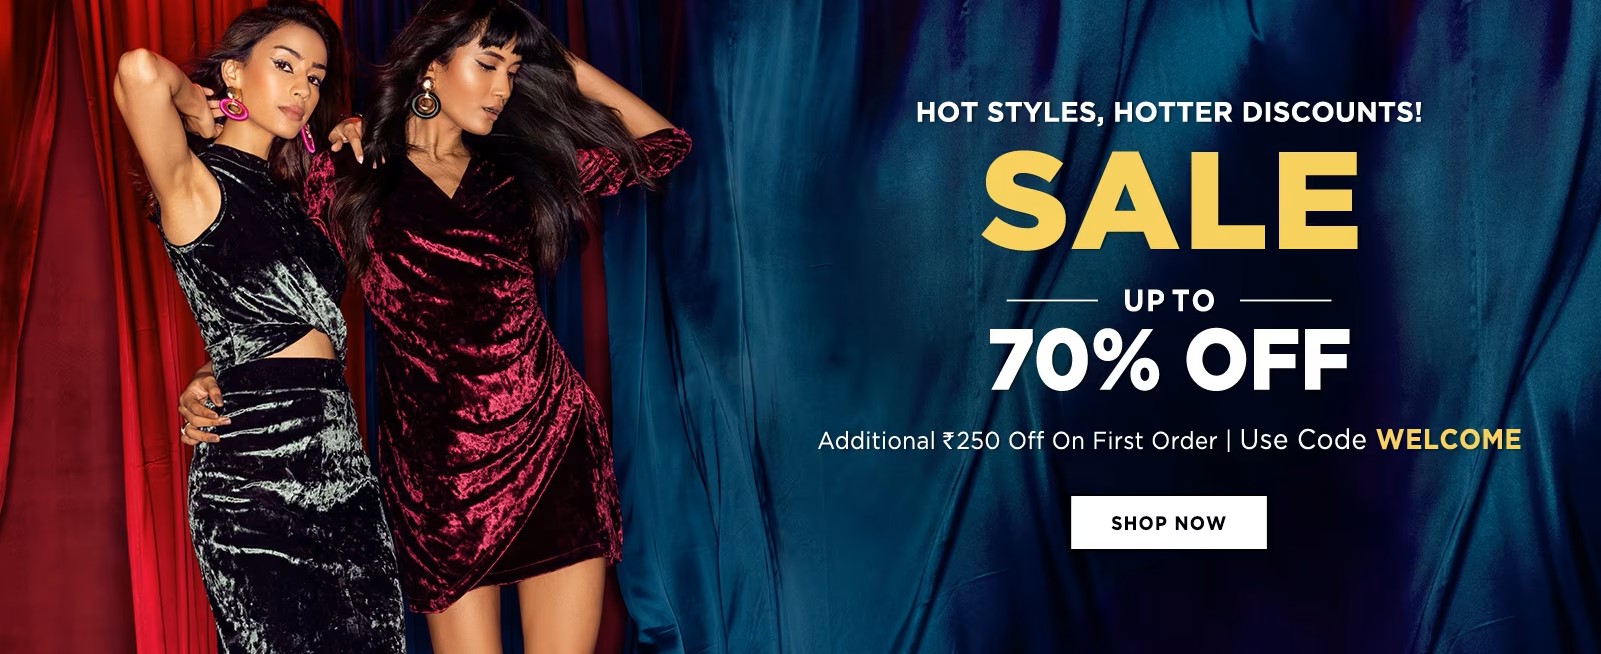 HOT STYLES, HOTTER DISCOUNTS!
SALE
UP TO
70% OFF
Additional ₹250 Off On First Order | Use Code WELCOME
SHOP NOW